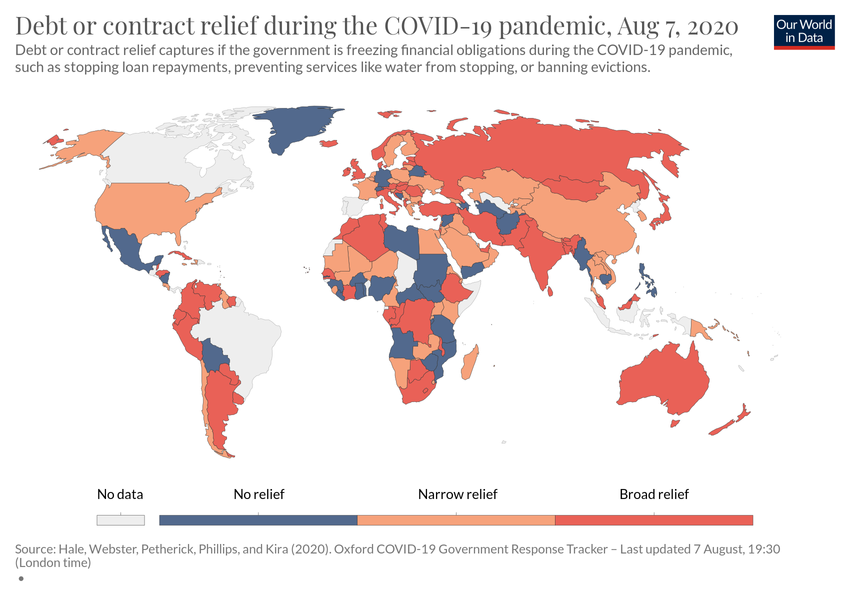 Debt or contract relief during the COVID-19 pandemic, Aug 7, 2020
Our World
in Data
Debt or contract relief captures if the government is freezing financial obligations during the COVID-19 pandemic,
such as stopping loan repayments, preventing services like water from stopping, or banning evictions.
No data
No relief
Narrow relief
Broad relief
Source: Hale, Webster, Petherick, Phillips, and Kira (2020). Oxford COVID-19 Government Response Tracker – Last updated 7 August, 19:30
(London time)